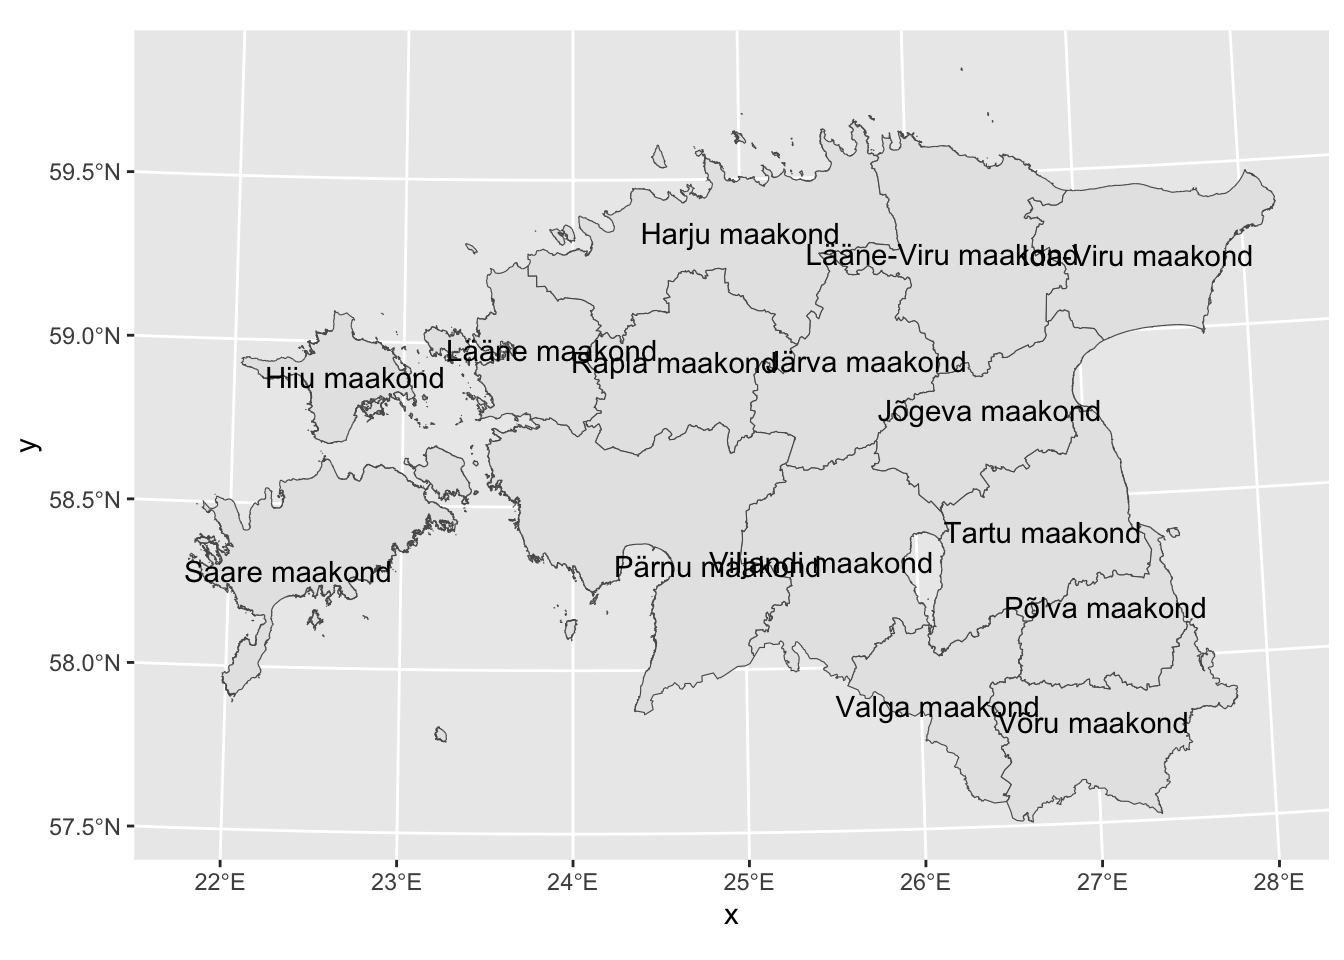 59.5°N
59.0°N
58.5°N
58.0°N
57.5°N
y
Harju maakond
Lääne-Viru maakond
Ida-Viru maakond
Lääne maakond
Rapla maakond
Järva maakond
Hiiu maakond
Jõgeva maakond
Tartu maakond
Pärnu maakond
Viljandi maakond
Saare maakond
Põlva maakond
Valga maakond
Võru maakond
22°E
23°E
24°E
25°E
26°E
27°E
28°E
x